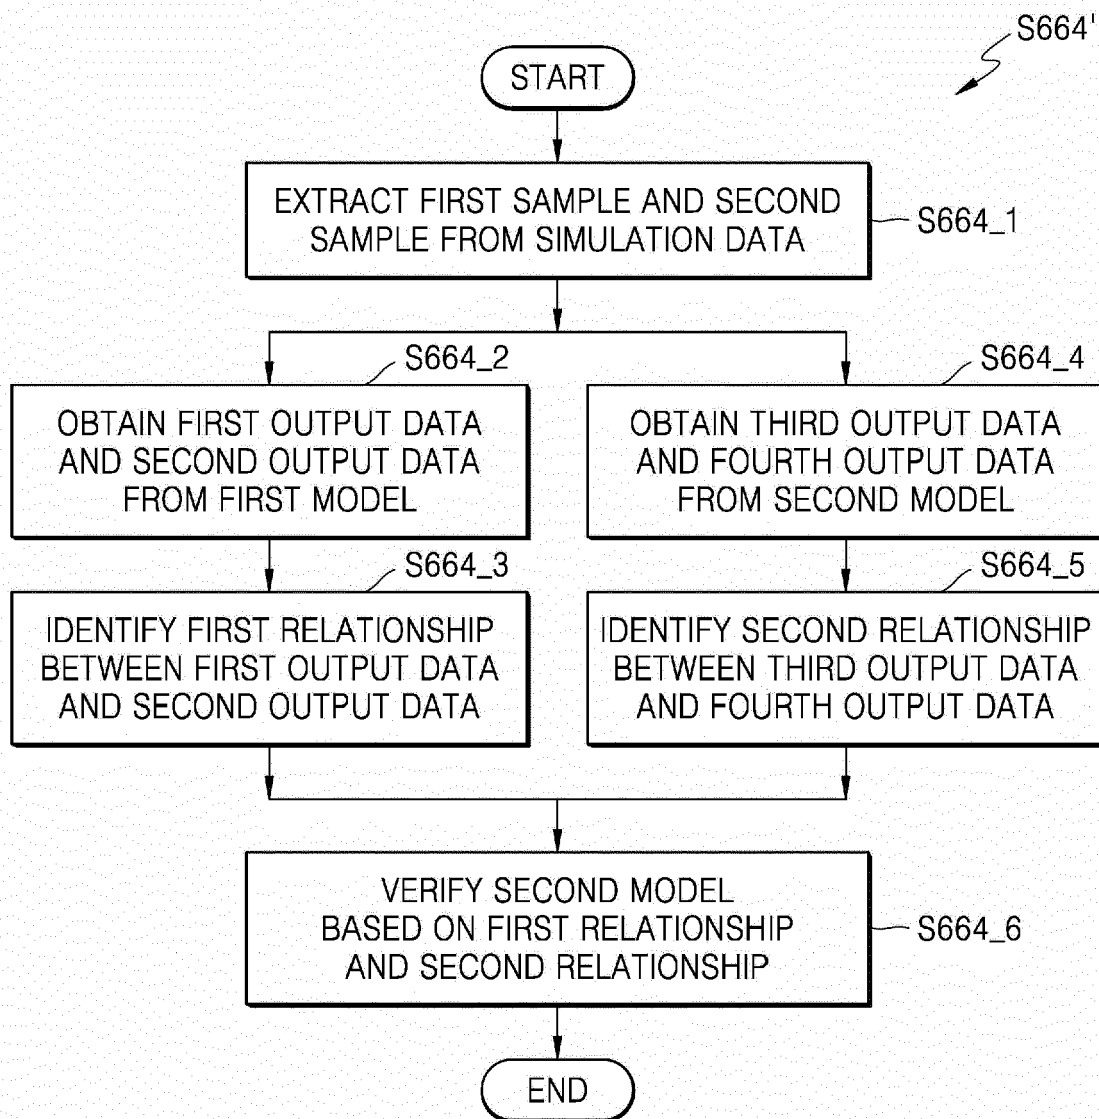 S664'
START
EXTRACT FIRST SAMPLE AND SECOND
SAMPLE FROM SIMULATION DATA
S664_1
S664_2
OBTAIN FIRST OUTPUT DATA
AND SECOND OUTPUT DATA
FROM FIRST MODEL
S664_4
OBTAIN THIRD OUTPUT DATA
AND FOURTH OUTPUT DATA
FROM SECOND MODEL
S664_3
IDENTIFY FIRST RELATIONSHIP
BETWEEN FIRST OUTPUT DATA
AND SECOND OUTPUT DATA
S664_5
IDENTIFY SECOND RELATIONSHIP
BETWEEN THIRD OUTPUT DATA
AND FOURTH OUTPUT DATA
VERIFY SECOND MODEL
BASED ON FIRST RELATIONSHIP
AND SECOND RELATIONSHIP
S664_6
END